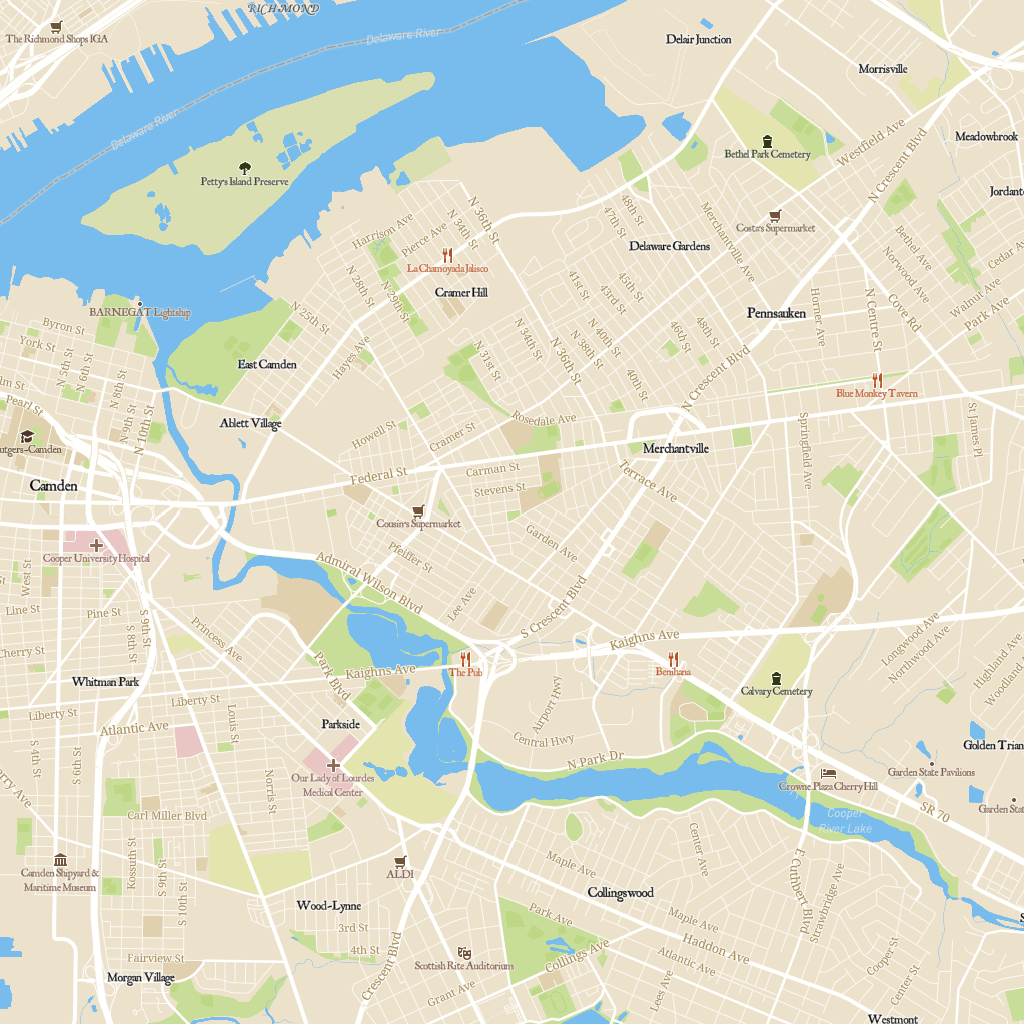 RICHMOND
The Richmond Shops IGA
Delaware River
Delair Junction
Morrisville
Delaware River
Westfield Ave
Meadowbrook
Bethel Park Cemetery
N Crescent Blvd
Petty's Island Preserve
N 36th St
N 34th St
Harrison Ave
Pierce Ave
48th St
47th St
Merchantville Ave
Costa's Supermarket
Delaware Gardens
Bethel Ave
Norwood Ave
La Chamoyada Jalisco
N 28th St
N 29th St
Cramer Hill
41st St
43rd St
45th St
Walnut Ave
Park Ave
Cove Rd
N Centre St
Horner Ave
BARNEGAT Lightship
Pennsauken
N 25th St
Byron St
York St
N 5th St
N 6th St
N 8th St
N 9th St
N 10th St
Hayes Ave
N 31st St
N 34th St
N 36th St
N 38th St
N 40th St
46th St
48th St
40th St
N Crescent Blvd
East Camden
Pearl St
Blue Monkey Tavern
Ablett Village
Howell St
Cramer St
Rosedale Ave
St James Pl
Springfield Ave
Merchantville
Federal St
Carman St
Stevens St
Terrace Ave
Camden
Cousin's Supermarket
Garden Ave
Pfeiffer St
Cooper University Hospital
Admiral Wilson Blvd
Lee Ave
S Crescent Blvd
West St
Line St
Pine St
S 9th St
S 8th St
Princess Ave
Kaighns Ave
Longwood Ave
Northwood Ave
Highland Ave
Cherry St
Park Blvd
Kaighns Ave
The Pub
Benihana
Whitman Park
Calvary Cemetery
Airport Hwy
Liberty St
Liberty St
Louis St
Parkside
Atlantic Ave
Central Hwy
S 4th St
S 6th St
N Park Dr
Our Lady of Lourdes
Medical Center
Norris St
Garden State Pavilions
Crowne Plaza Cherry Hill
SR 70
Cooper
River Lake
Carl Miller Blvd
Kossuth St
S 9th St
S 10th St
Center Ave
E Cuthbert Blvd
Strawbridge Ave
Maple Ave
Camden Shipyard &
Maritime Museum
ALDI
Collingswood
Wood-Lynne
Park Ave
Maple Ave
3rd St
4th St
Haddon Ave
Collings Ave
Atlantic Ave
Fairview St
Scottish Rite Auditorium
Crescent Blvd
Grant Ave
Lees Ave
Cooper St
Center St
Morgan Village
Westmont